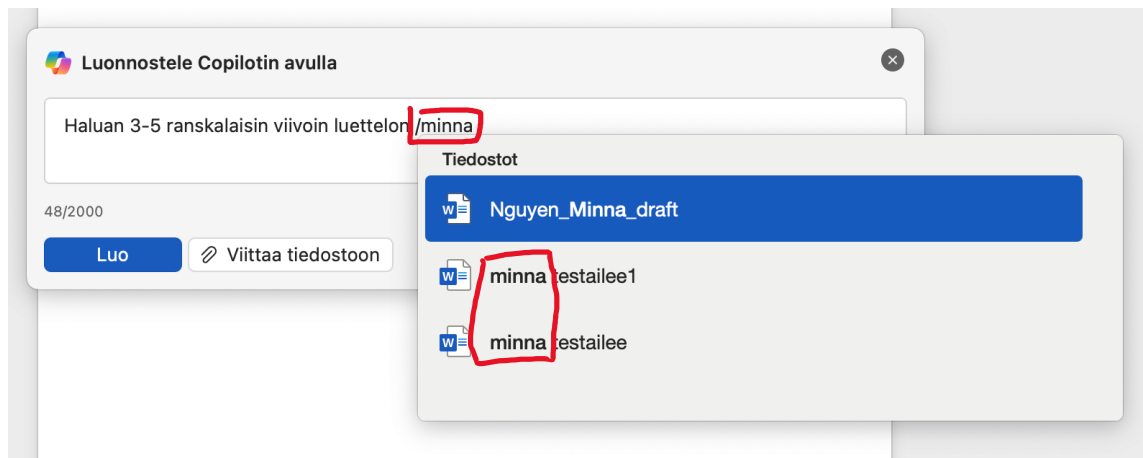 Luonnostele Copilotin avulla
Haluan 3-5 ranskalaisin viivoin luettelon /minna
Tiedostot
Nguyen_Minna_draft
minna testailee1
minna testailee
48/2000
Luo
Viittaa tiedostoon